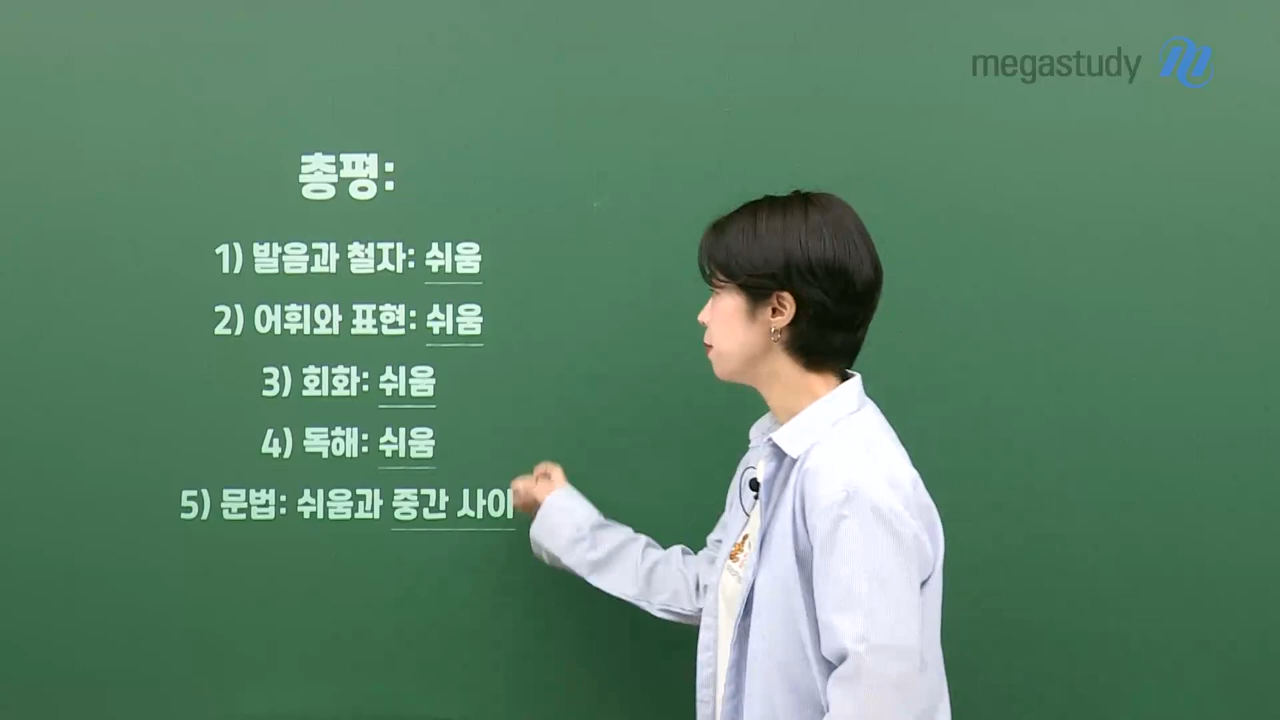 megastudy
총평:
1) 발음과 철자: 쉬움
2) 어휘와 표현: 쉬움
3) 회화: 쉬움
4) 독해: 쉬움
5) 문법: 쉬움과 중간 사이